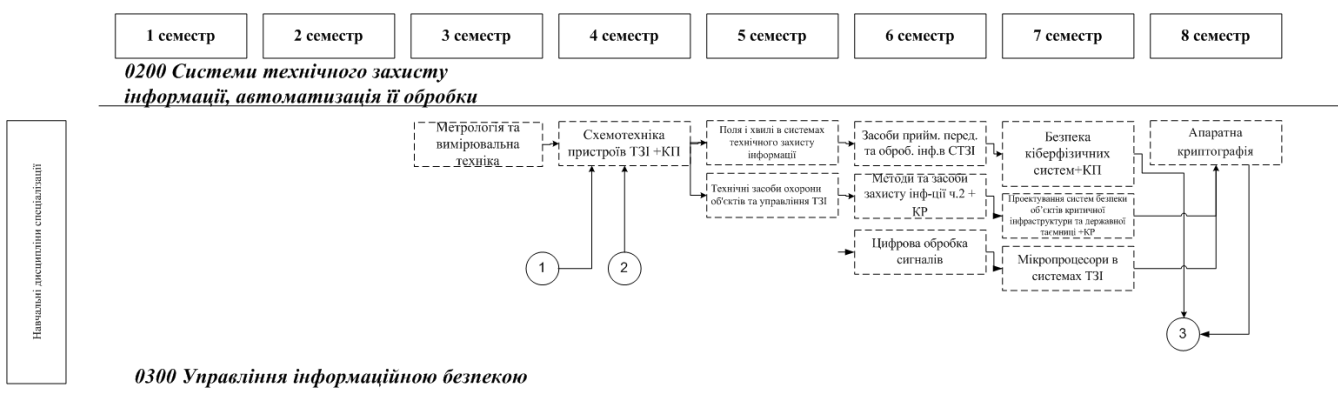 1 семестр
2 семестр
3 семестр
4 семестр
5 семестр
6 семестр
7 семестр
8 семестр
0200 Системи технічного захисту
інформації, автоматизація її обробки
Навчальні дисципліни спеціалізації
Метрологія та
вимірювальна
техніка
Схемотехніка
пристроїв ТЗІ +КП
Поля і хвилі в системах
технічного захисту
інформації
Засоби прийм. перед.
та оброб. інф.в СТЗІ
Безпека
кіберфізичних
систем+КП
Апаратна
криптографія
Технічні засоби охорони
об'єктів та управління ТЗІ
Методи та засоби
захисту інф-ції ч.2 +
КР
Проектування систем безпеки
об’єктів критичної
інфраструктури та державної
таємниці +КР
Цифрова обробка
сигналів
Мікропроцесори в
системах ТЗІ
1
2
3
0300 Управління інформаційною безпекою